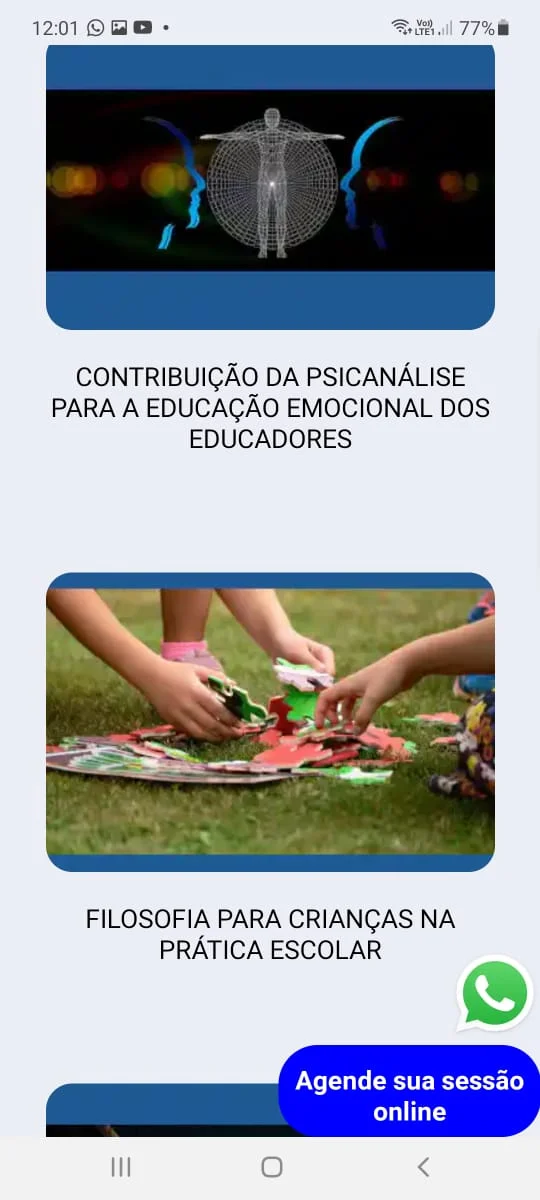 12:01
Vo)) LTE1 77%
CONTRIBUIÇÃO DA PSICANÁLISE
PARA A EDUCAÇÃO EMOCIONAL DOS
EDUCADORES
FILOSOFIA PARA CRIANÇAS NA
PRÁTICA ESCOLAR
Agende sua sessão
online